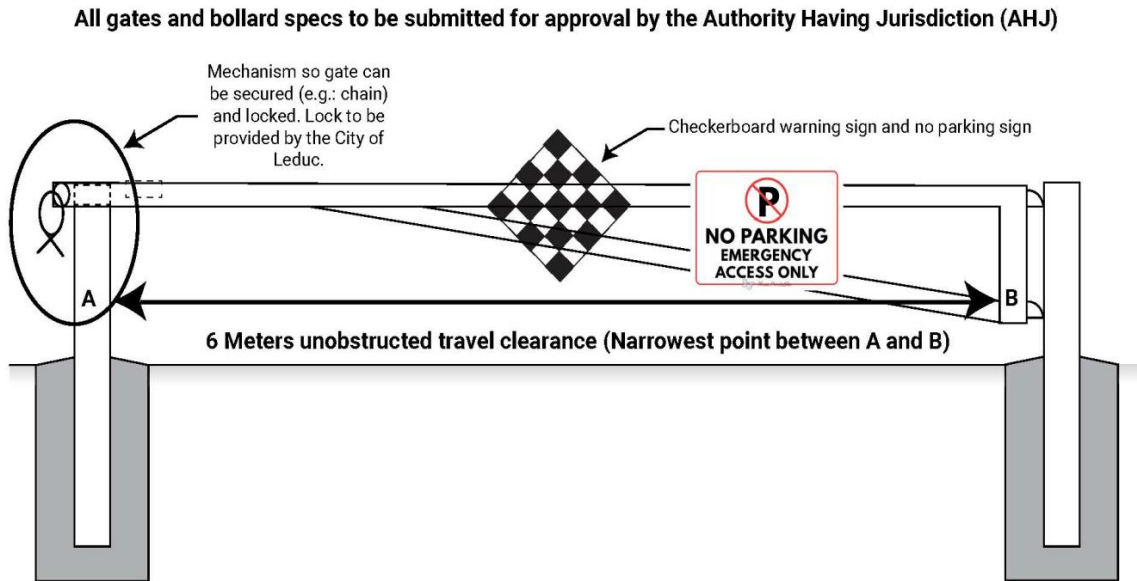 All gates and bollard specs to be submitted for approval by the Authority Having Jurisdiction (AHJ)
Mechanism so gate can
be secured (e.g.: chain)
and locked. Lock to be
provided by the City of
Leduc.
Checkerboard warning sign and no parking sign
P
NO PARKING
EMERGENCY
ACCESS ONLY
A
B
6 Meters unobstructed travel clearance (Narrowest point between A and B)